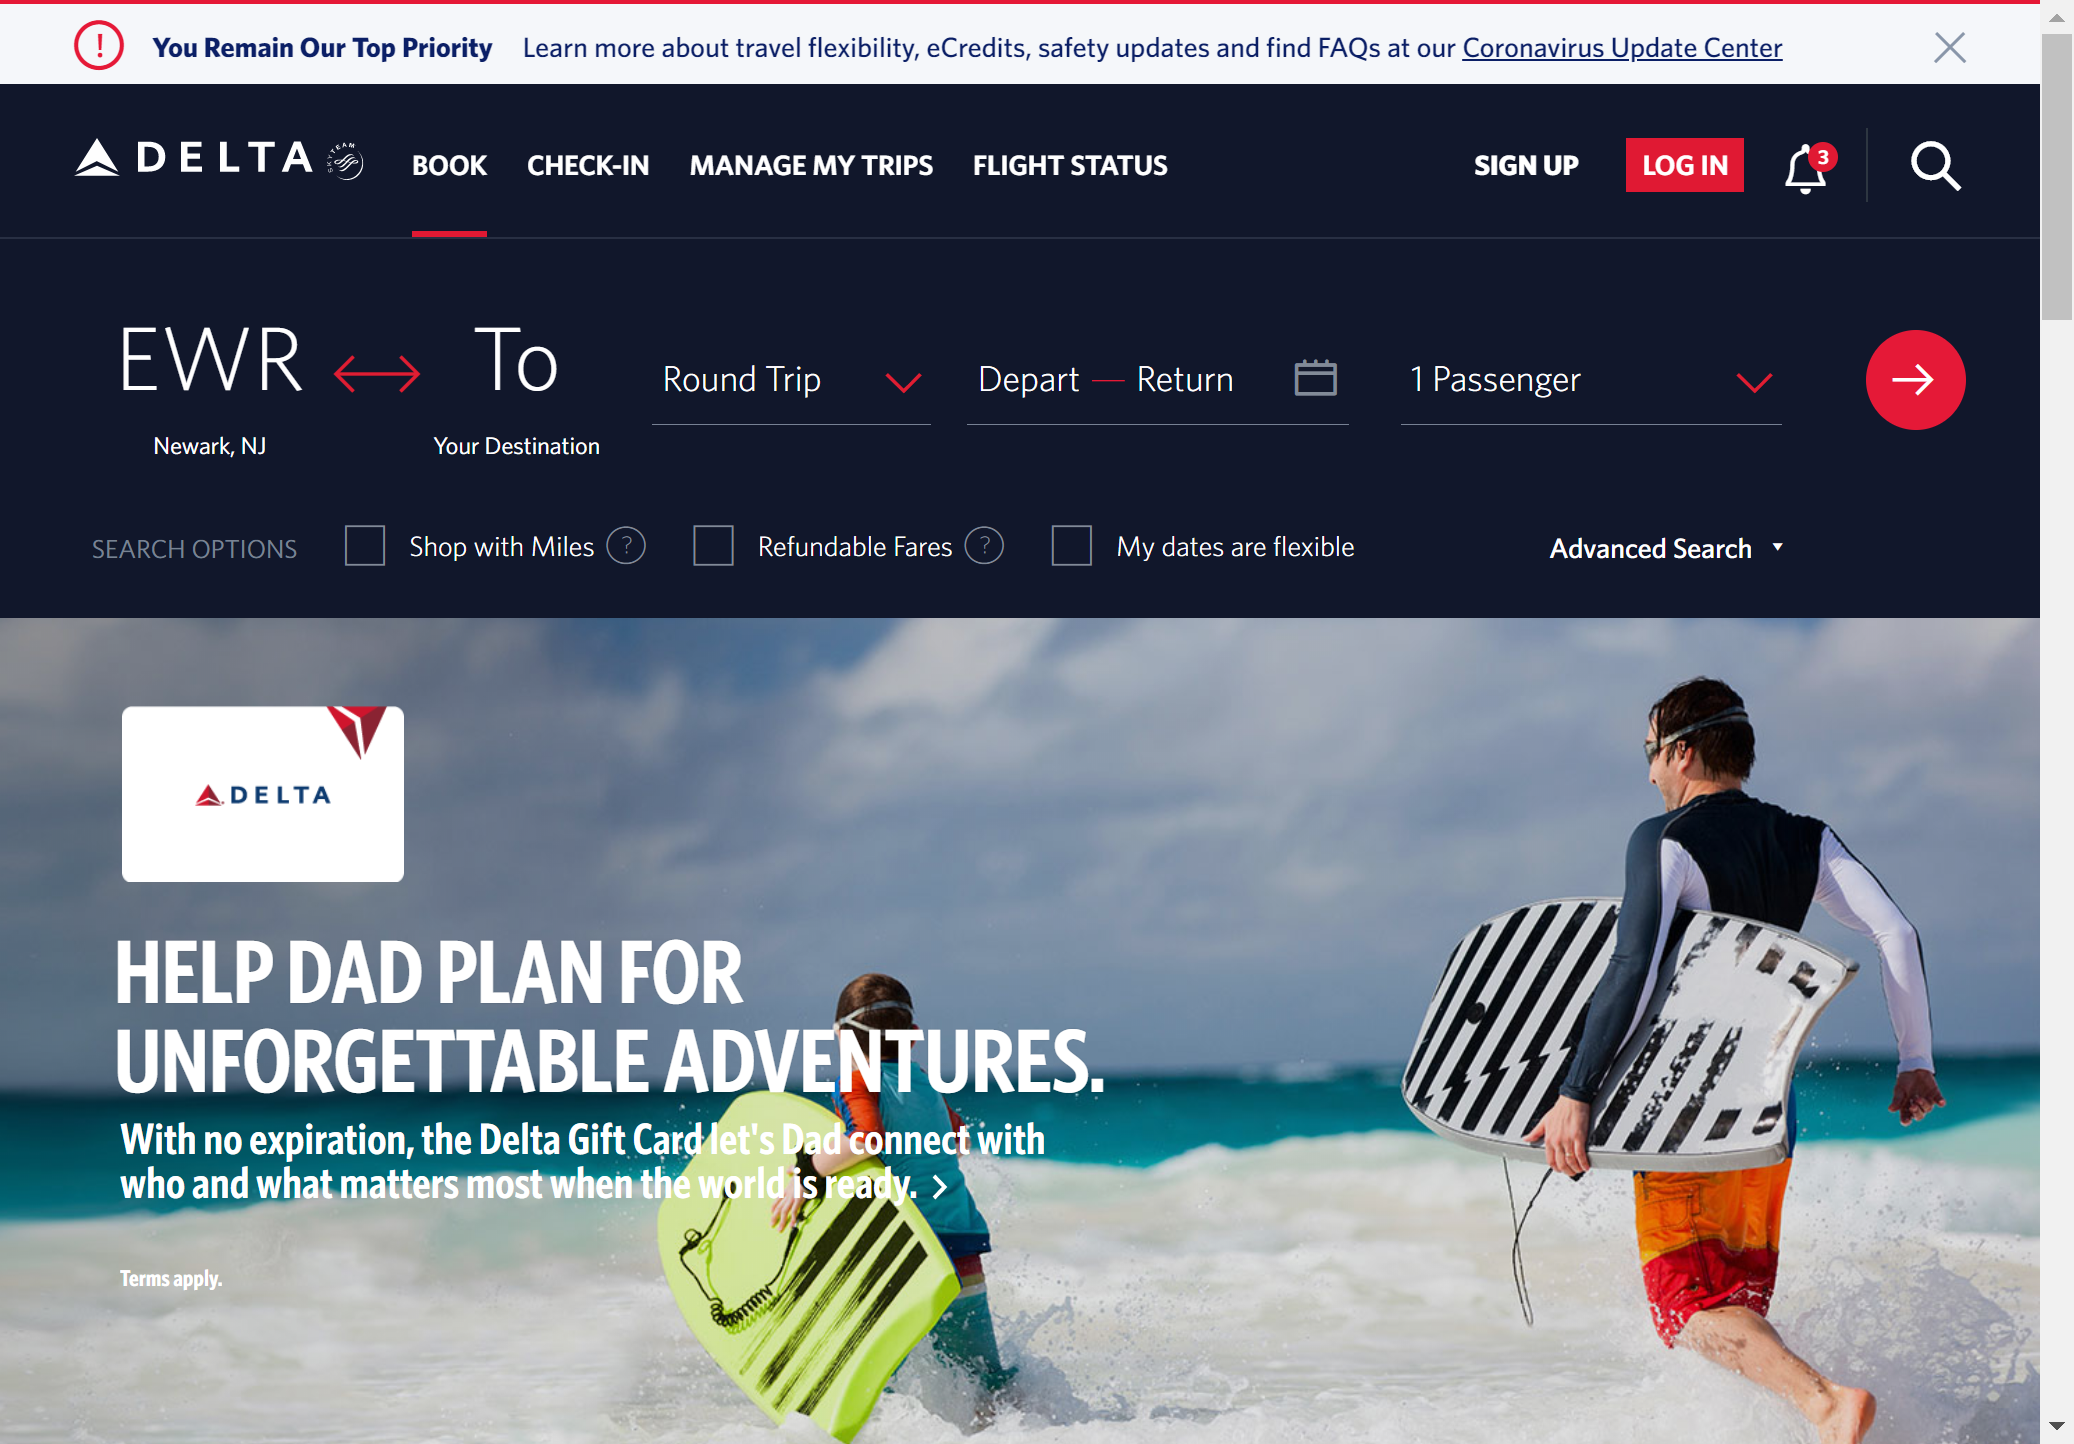 You Remain Our Top Priority Learn more about travel flexibility, eCredits, safety updates and find FAQs at our Coronavirus Update Center
DELTA SKYTEAM BOOK CHECK-IN MANAGE MY TRIPS FLIGHT STATUS SIGN UP LOG IN 3
EWR To Round Trip Depart — Return 1 Passenger
Newark, NJ Your Destination
SEARCH OPTIONS Shop with Miles ? Refundable Fares ? My dates are flexible Advanced Search
DELTA
HELP DAD PLAN FOR
UNFORGETTABLE ADVENTURES.
With no expiration, the Delta Gift Card let's Dad connect with
who and what matters most when the world is ready.
Terms apply.